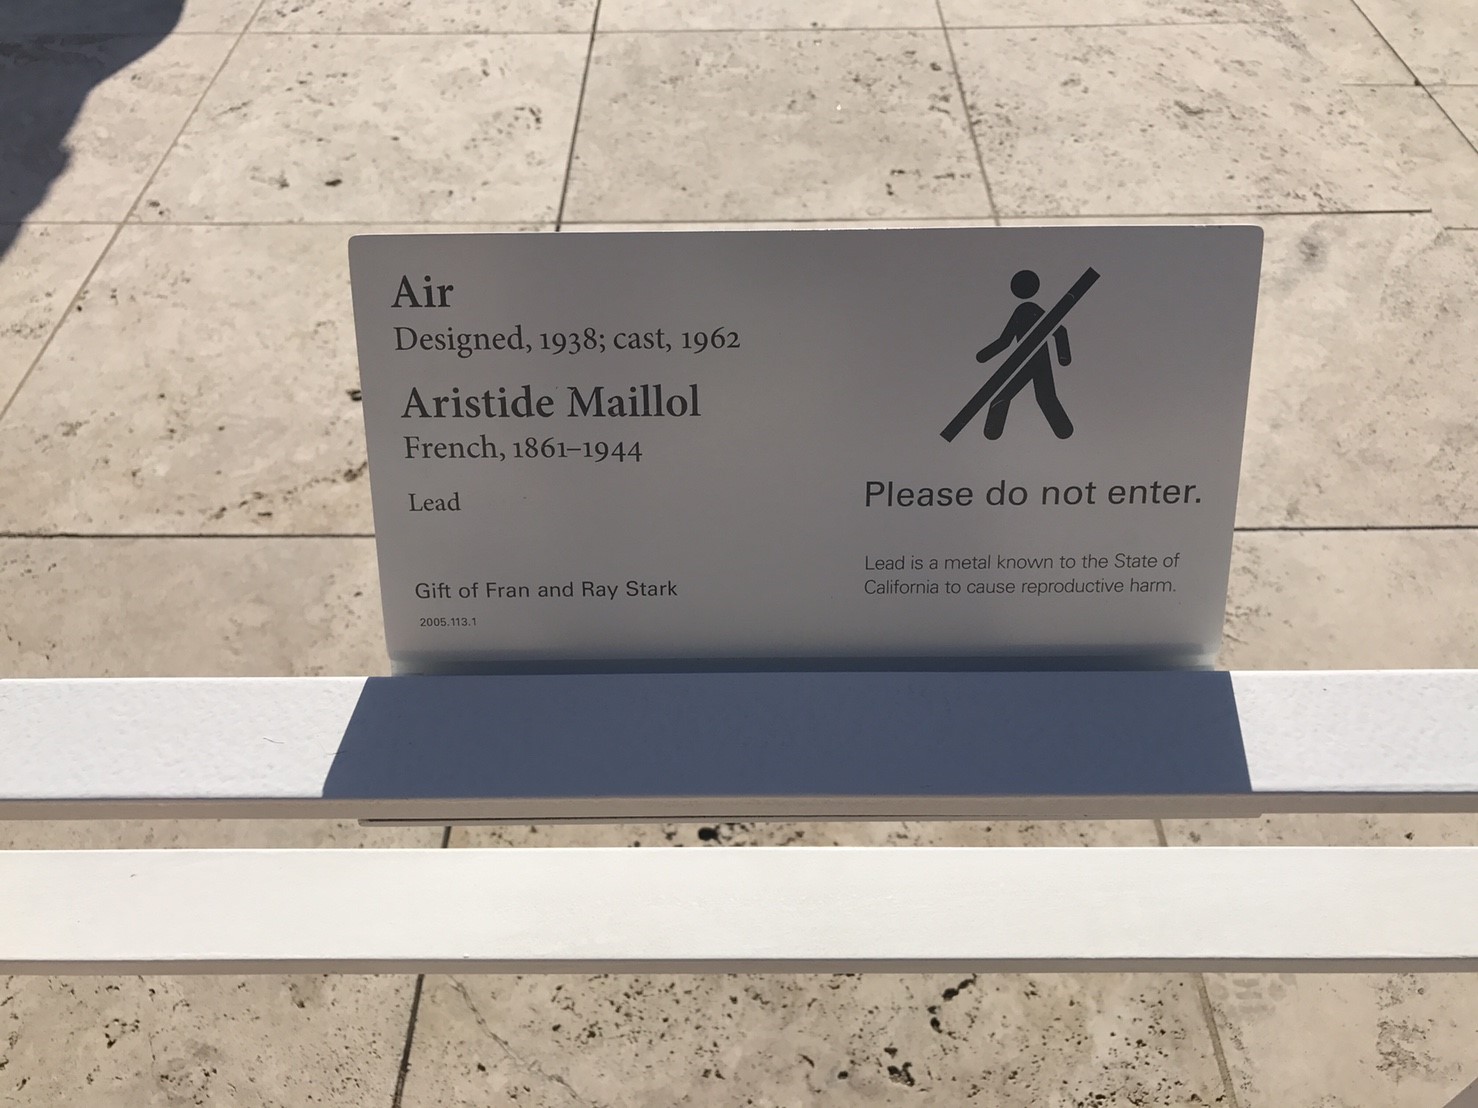 Air
Designed, 1938; cast, 1962
Aristide Maillol
French, 1861–1944
Lead
Gift of Fran and Ray Stark
2005.113.1
Please do not enter.
Lead is a metal known to the State of
California to cause reproductive harm.